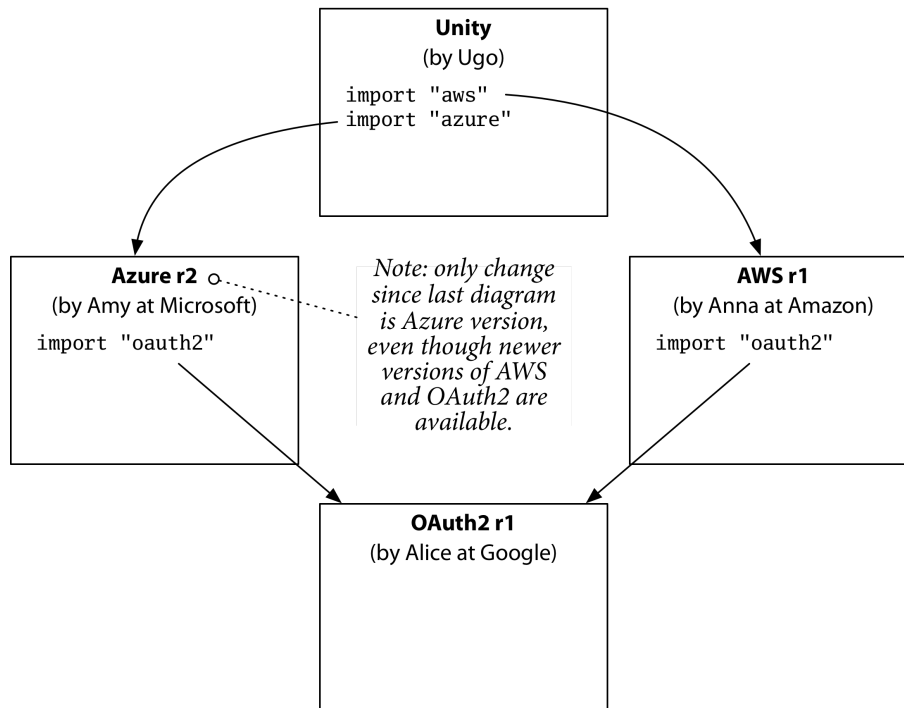 Unity
(by Ugo)
import "aws"
import "azure"
Azure r2
(by Amy at Microsoft)
import "oauth2"
Note: only change
since last diagram
is Azure version,
even though newer
versions of AWS
and OAuth2 are
available.
AWS r1
(by Anna at Amazon)
import "oauth2"
OAuth2 r1
(by Alice at Google)